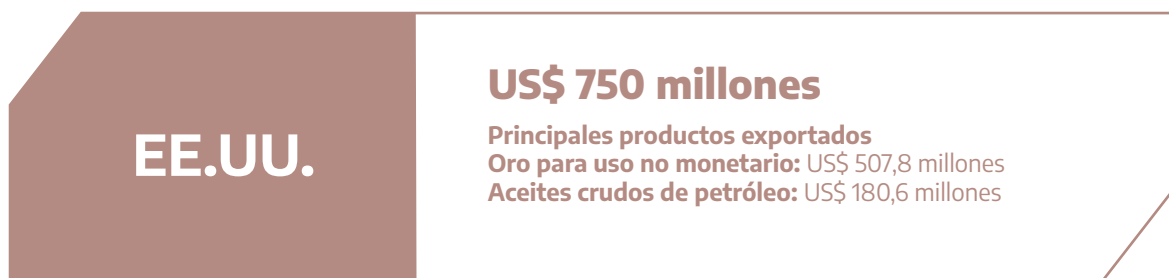 EE.UU.
US$ 750 millones
Principales productos exportados
Oro para uso no monetario: US$ 507,8 millones
Aceites crudos de petróleo: US$ 180,6 millones